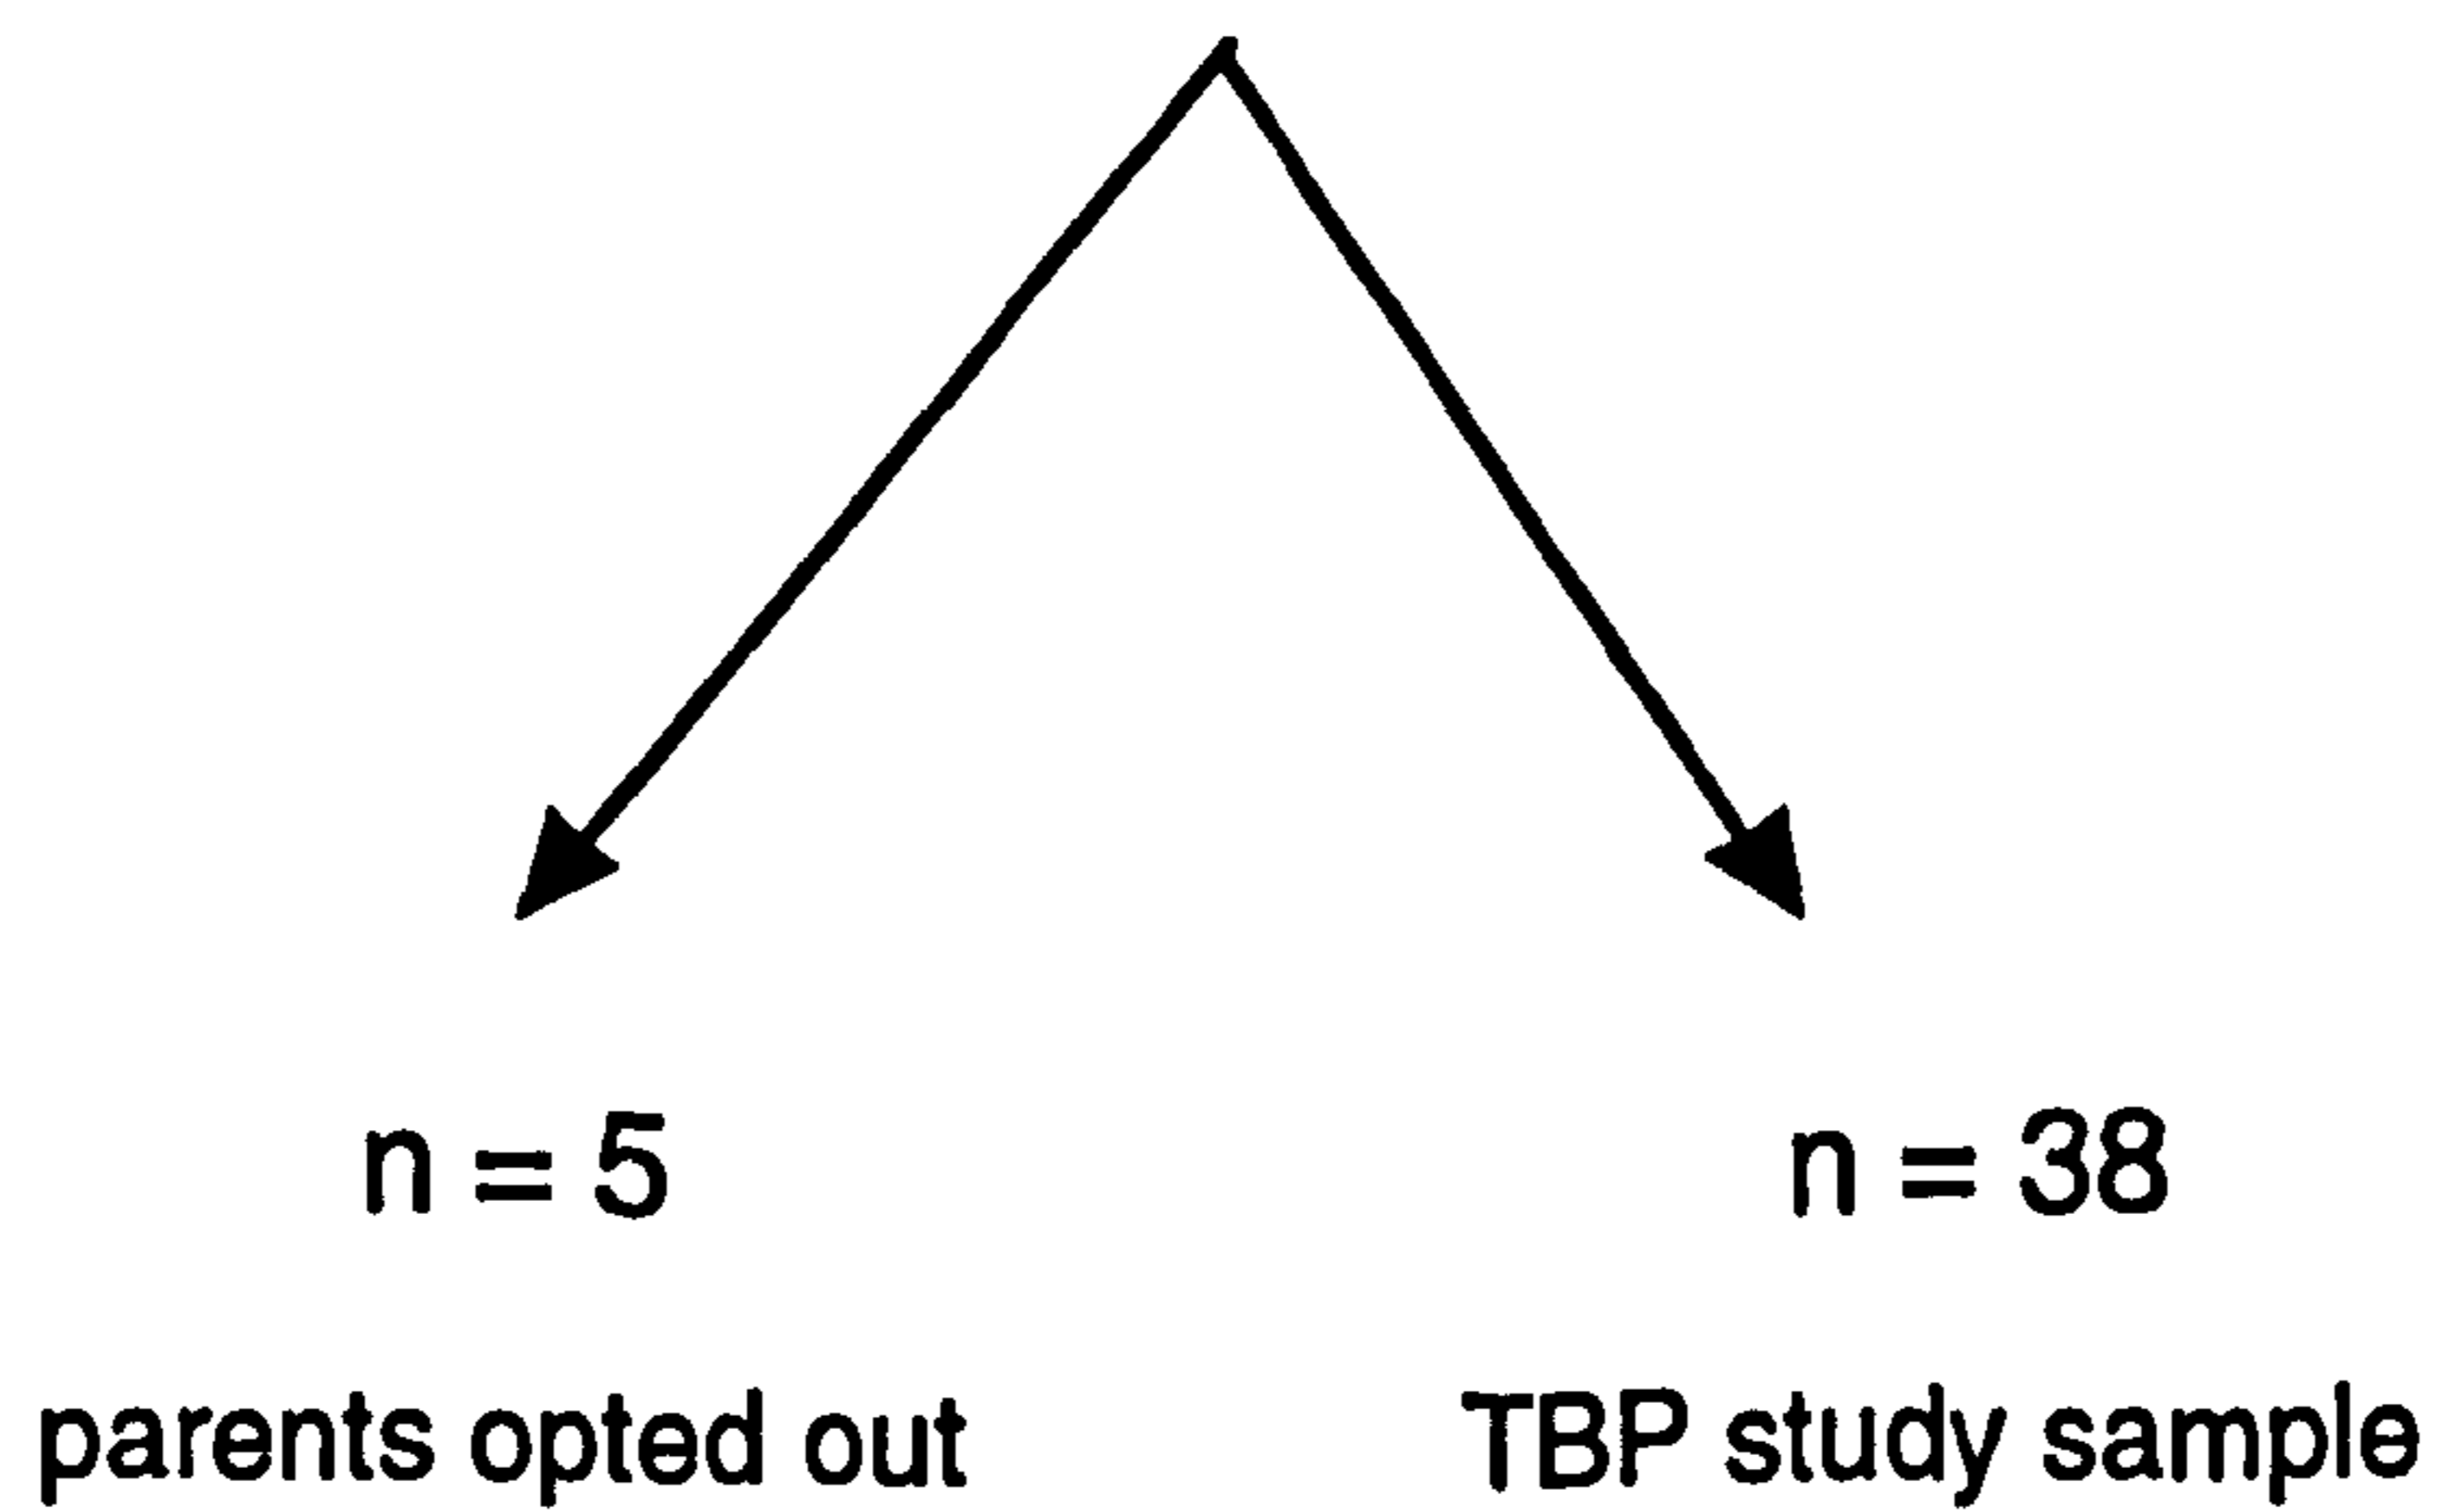 n = 5
n = 38
parents opted out
TBP study sample